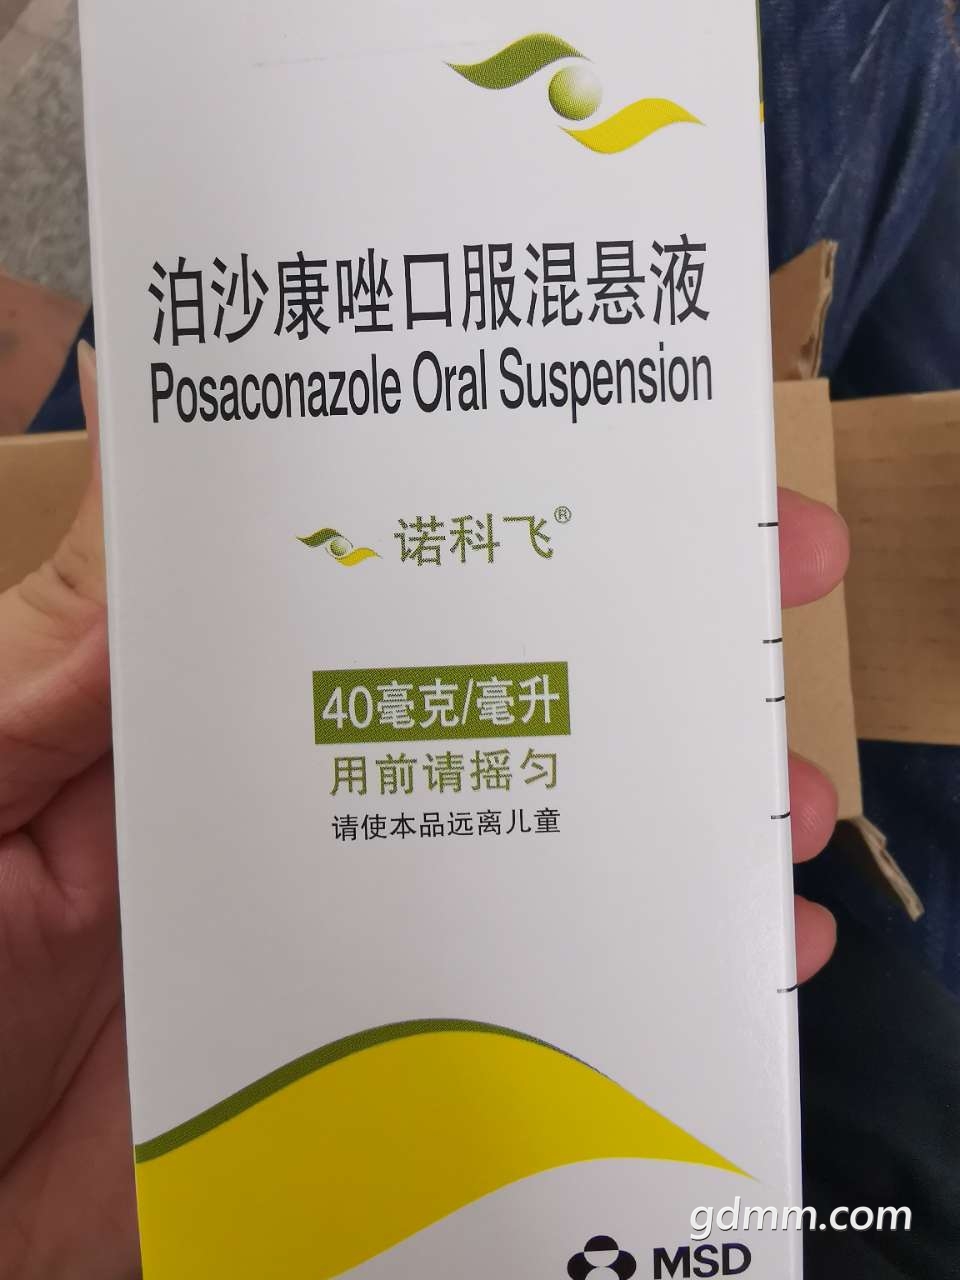 泊沙康唑口服混悬液
Posaconazole Oral Suspension
诺科飞®
40毫克/毫升
用前请摇匀
请使本品远离儿童
gdmm.com
MSD